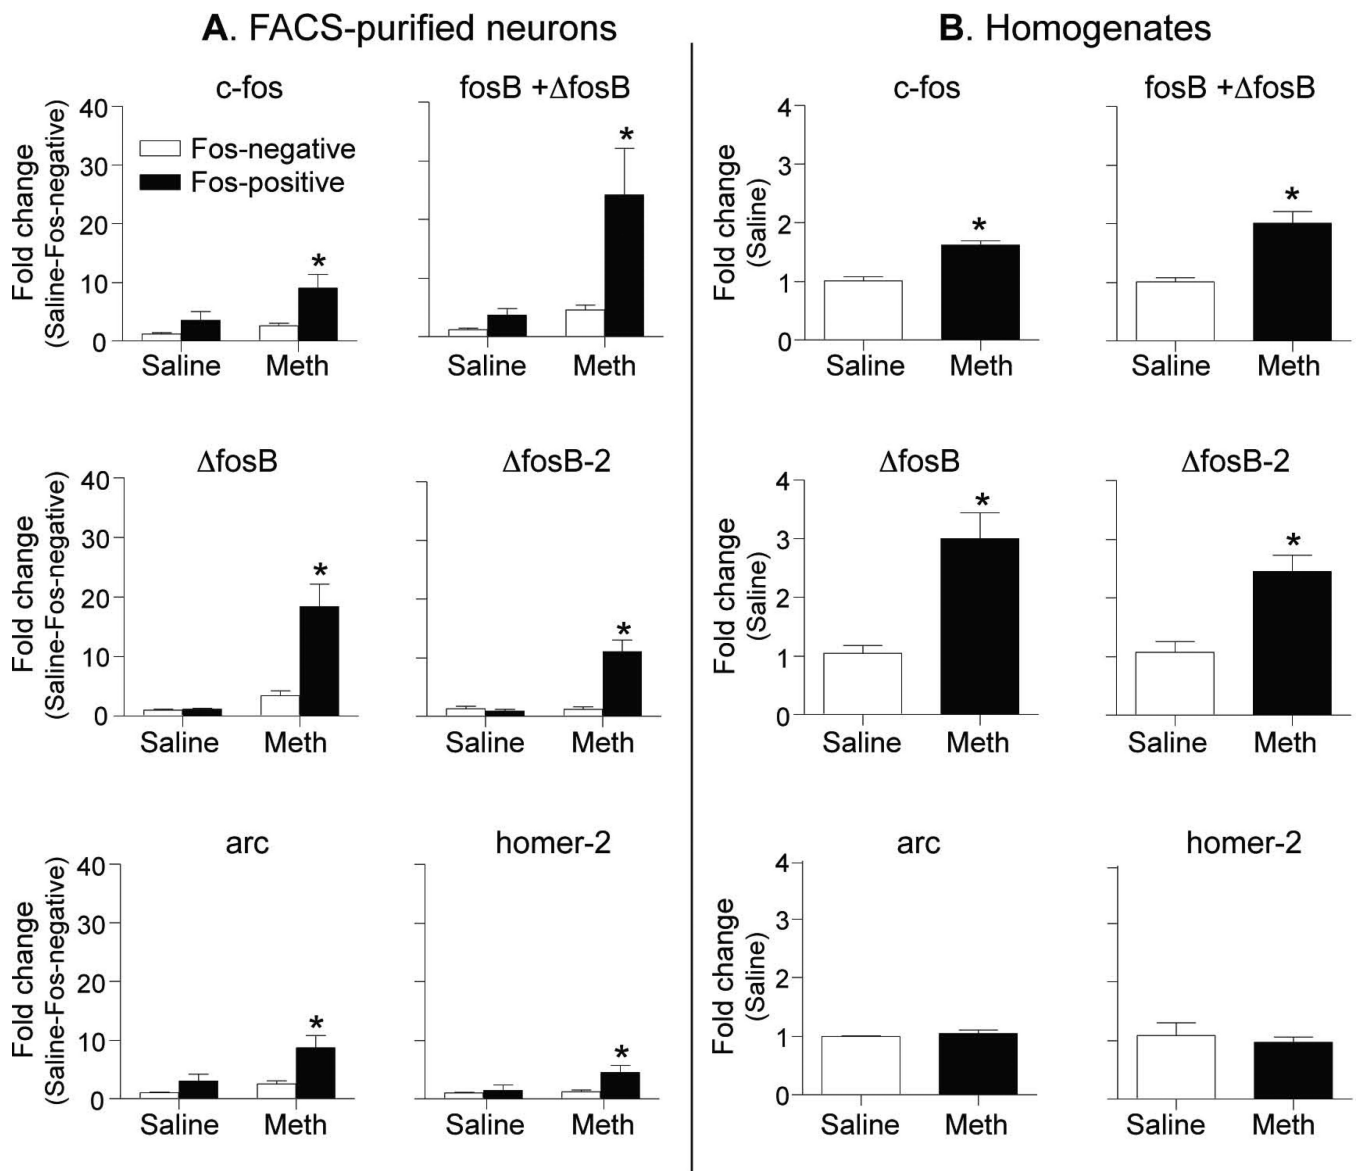 A. FACS-purified neurons
c-fos
fosB +ΔfosB
Fold change
(Saline-Fos-negative)
40
30
20
10
0
Fos-negative
Fos-positive
*
*
Saline
Meth
Saline
Meth
ΔfosB
ΔfosB-2
Fold change
(Saline-Fos-negative)
40
30
20
10
0
*
*
Saline
Meth
Saline
Meth
arc
homer-2
Fold change
(Saline-Fos-negative)
40
30
20
10
0
*
*
Saline
Meth
Saline
Meth
B. Homogenates
c-fos
fosB +ΔfosB
Fold change
(Saline)
4
3
2
1
0
*
*
Saline
Meth
Saline
Meth
ΔfosB
ΔfosB-2
Fold change
(Saline)
4
3
2
1
0
*
*
Saline
Meth
Saline
Meth
arc
homer-2
Fold change
(Saline)
4
3
2
1
0
Saline
Meth
Saline
Meth